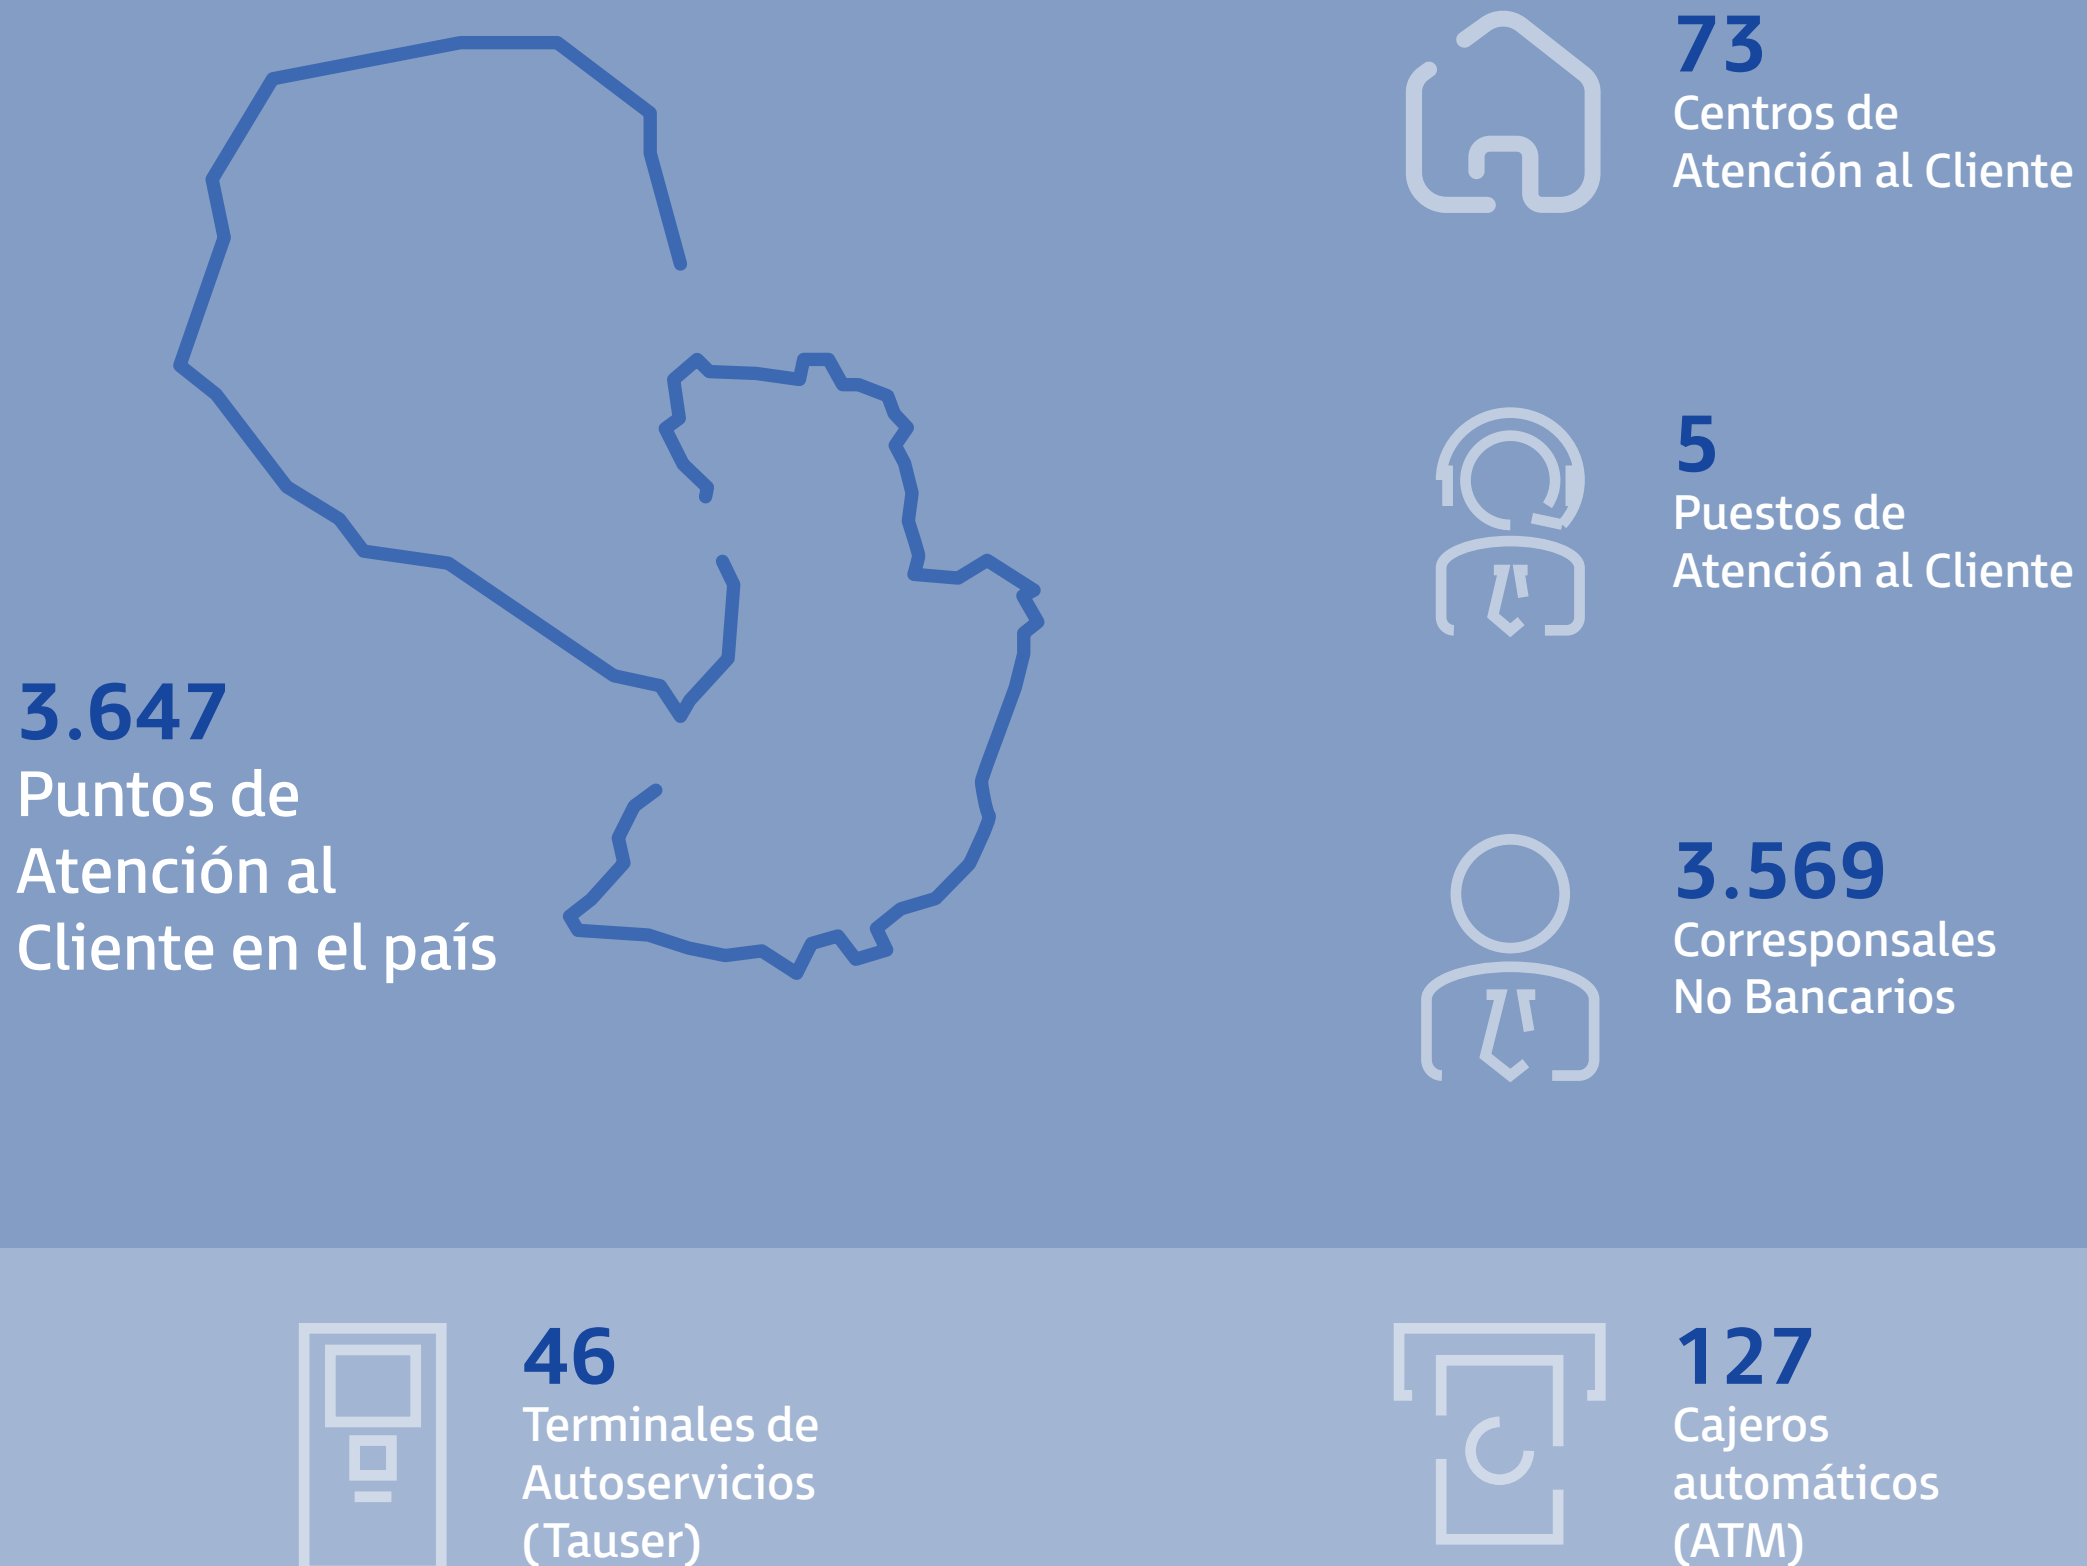 3.647
Puntos de
Atención al
Cliente en el país
73
Centros de
Atención al Cliente
5
Puestos de
Atención al Cliente
3.569
Corresponsales
No Bancarios
46
Terminales de
Autoservicios
(Tauser)
127
Cajeros
automáticos
(ATM)